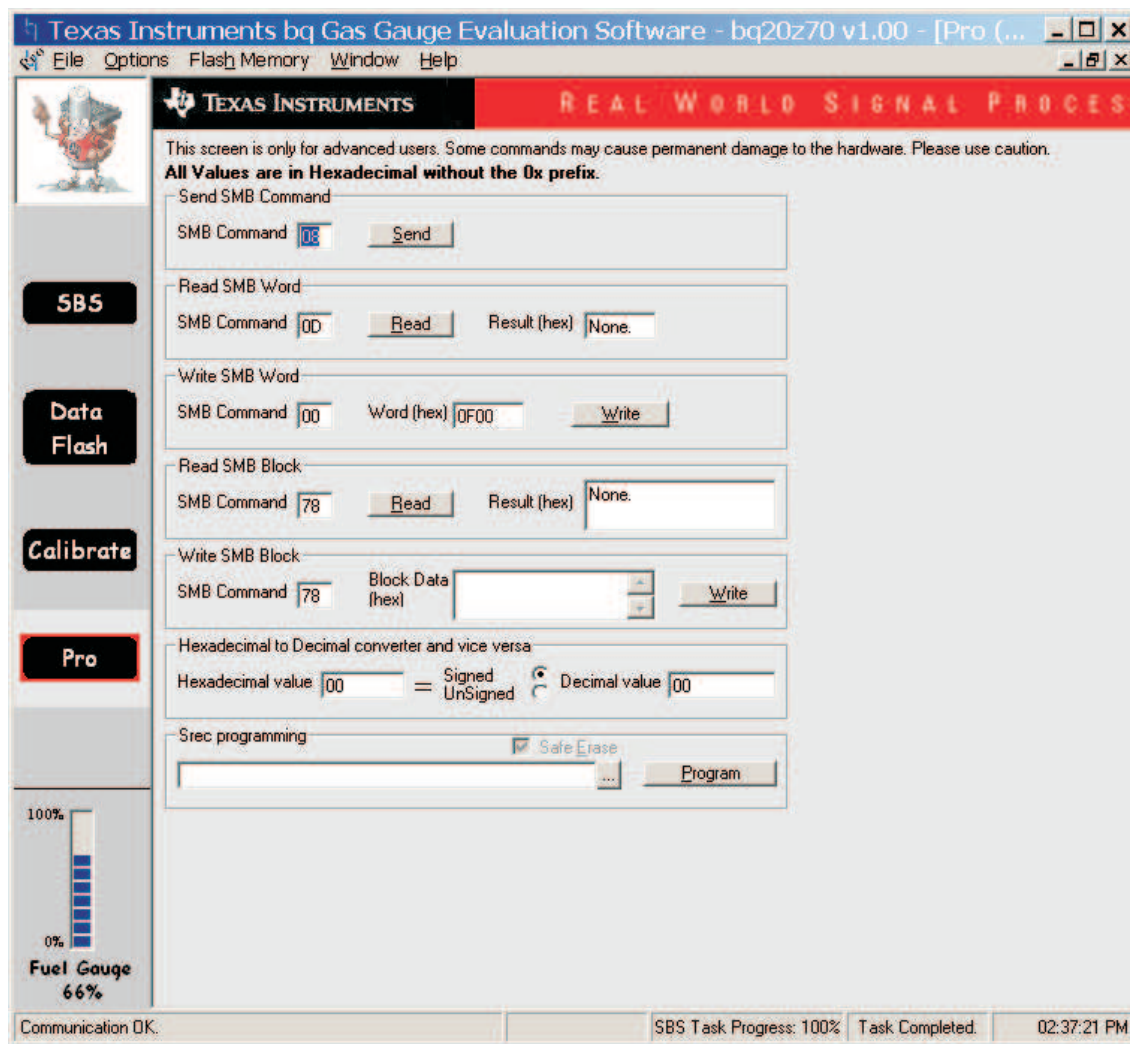 Texas Instruments bq Gas Gauge Evaluation Software - bq20z70 v1.00 - [Pro (...
File Options Flash Memory Window Help
TEXAS INSTRUMENTS
REAL WORLD SIGNAL PROCES
This screen is only for advanced users. Some commands may cause permanent damage to the hardware. Please use caution.
All Values are in Hexadecimal without the 0x prefix.
Send SMB Command
SMB Command 08 Send
Read SMB Word
SMB Command 0D Read Result (hex) None.
Write SMB Word
SMB Command 00 Word (hex) 0F00 Write
Read SMB Block
SMB Command 78 Read Result (hex) None.
Write SMB Block
SMB Command 78 Block Data (hex) Write
Hexadecimal to Decimal converter and vice versa
Hexadecimal value 00 = Signed UnSigned Decimal value 00
Srec programming
Safe Erase
... Program
SBS
Data
Flash
Calibrate
Pro
100%
0%
Fuel Gauge
66%
Communication OK. SBS Task Progress: 100% Task Completed. 02:37:21 PM